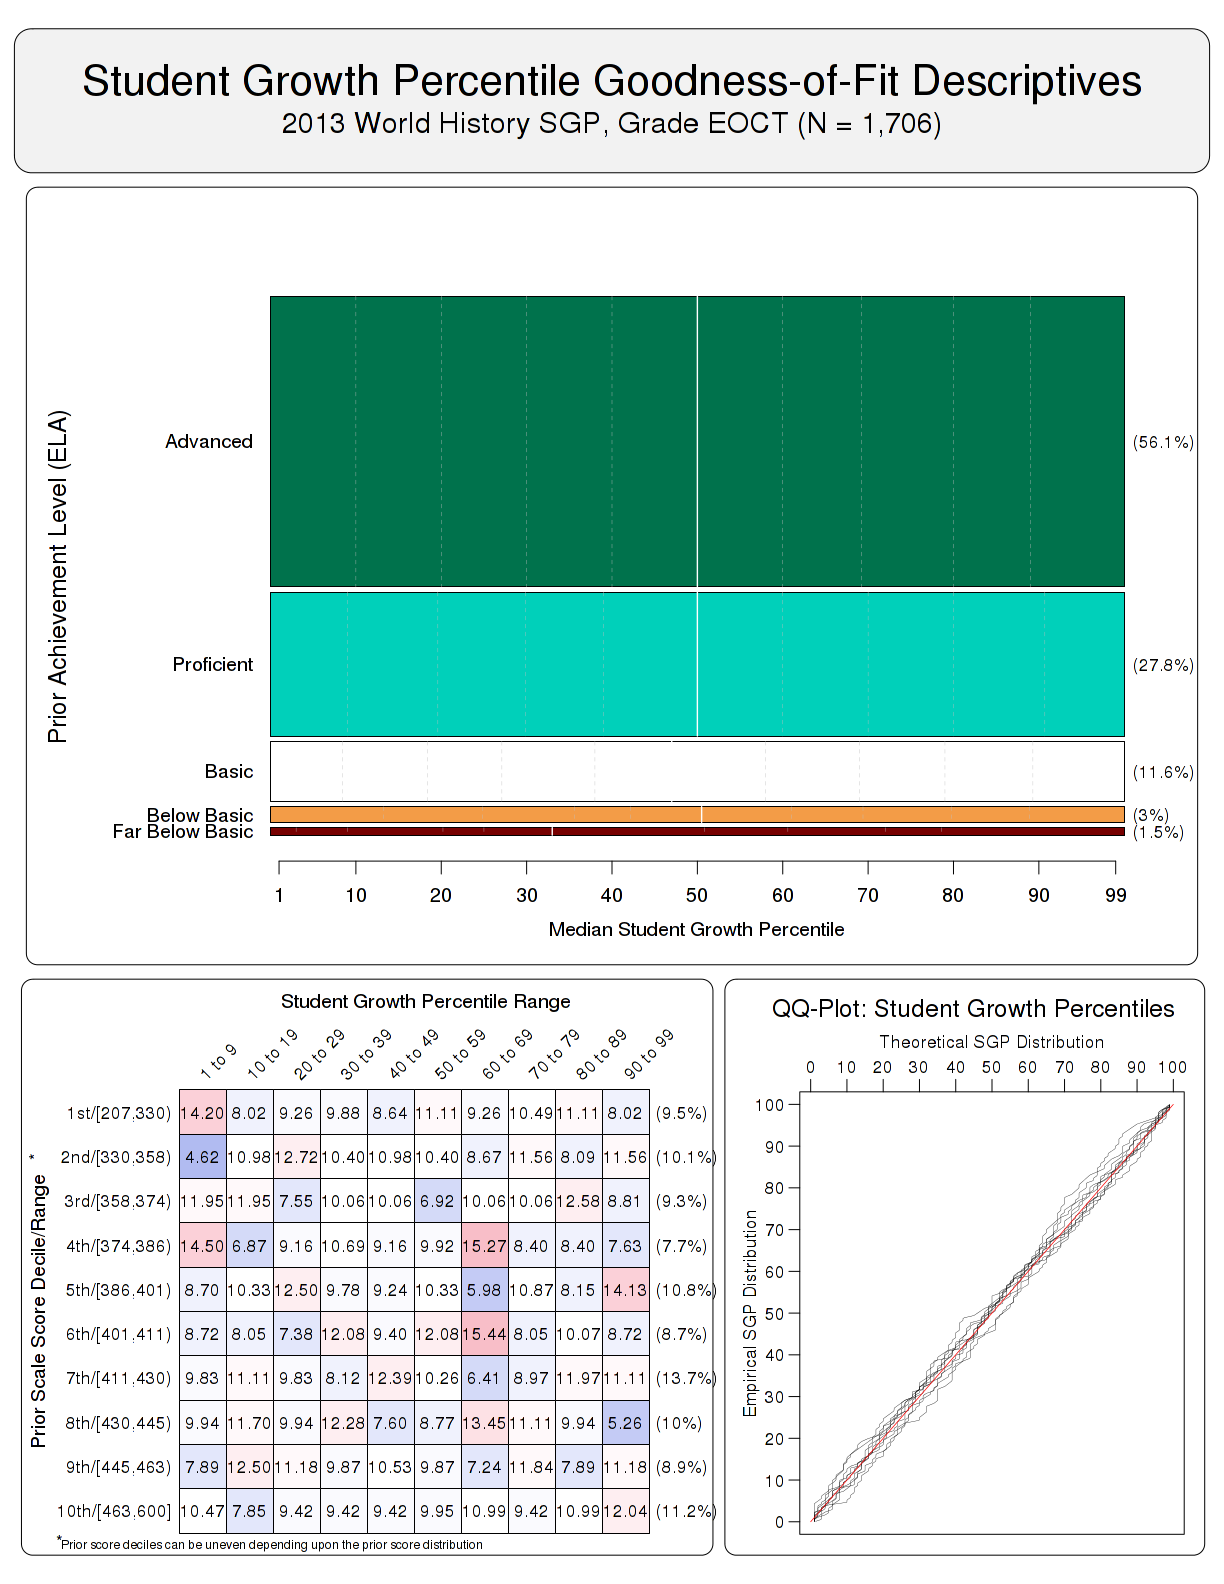 Student Growth Percentile Goodness-of-Fit Descriptives
2013 World History SGP, Grade EOCT (N = 1,706)
Prior Achievement Level (ELA)
Advanced (56.1%)
Proficient (27.8%)
Basic (11.6%)
Below Basic (3%)
Far Below Basic (1.5%)
1 10 20 30 40 50 60 70 80 90 99
Median Student Growth Percentile
Student Growth Percentile Range
1 to 9 10 to 19 20 to 29 30 to 39 40 to 49 50 to 59 60 to 69 70 to 79 80 to 89 90 to 99
Prior Scale Score Decile/Range *
1st/[207,330) 14.20 8.02 9.26 9.88 8.64 11.11 9.26 10.49 11.11 8.02 (9.5%)
2nd/[330,358) 4.62 10.98 12.72 10.40 10.98 10.40 8.67 11.56 8.09 11.56 (10.1%)
3rd/[358,374) 11.95 11.95 7.55 10.06 10.06 6.92 10.06 10.06 12.58 8.81 (9.3%)
4th/[374,386) 14.50 6.87 9.16 10.69 9.16 9.92 15.27 8.40 8.40 7.63 (7.7%)
5th/[386,401) 8.70 10.33 12.50 9.78 9.24 10.33 5.98 10.87 8.15 14.13 (10.8%)
6th/[401,411) 8.72 8.05 7.38 12.08 9.40 12.08 15.44 8.05 10.07 8.72 (8.7%)
7th/[411,430) 9.83 11.11 9.83 8.12 12.39 10.26 6.41 8.97 11.97 11.11 (13.7%)
8th/[430,445) 9.94 11.70 9.94 12.28 7.60 8.77 13.45 11.11 9.94 5.26 (10%)
9th/[445,463) 7.89 12.50 11.18 9.87 10.53 9.87 7.24 11.84 7.89 11.18 (8.9%)
10th/[463,600] 10.47 7.85 9.42 9.42 9.42 9.95 10.99 9.42 10.99 12.04 (11.2%)
*Prior score deciles can be uneven depending upon the prior score distribution
QQ-Plot: Student Growth Percentiles
Theoretical SGP Distribution
0 10 20 30 40 50 60 70 80 90 100
Empirical SGP Distribution
100
90
80
70
60
50
40
30
20
10
0